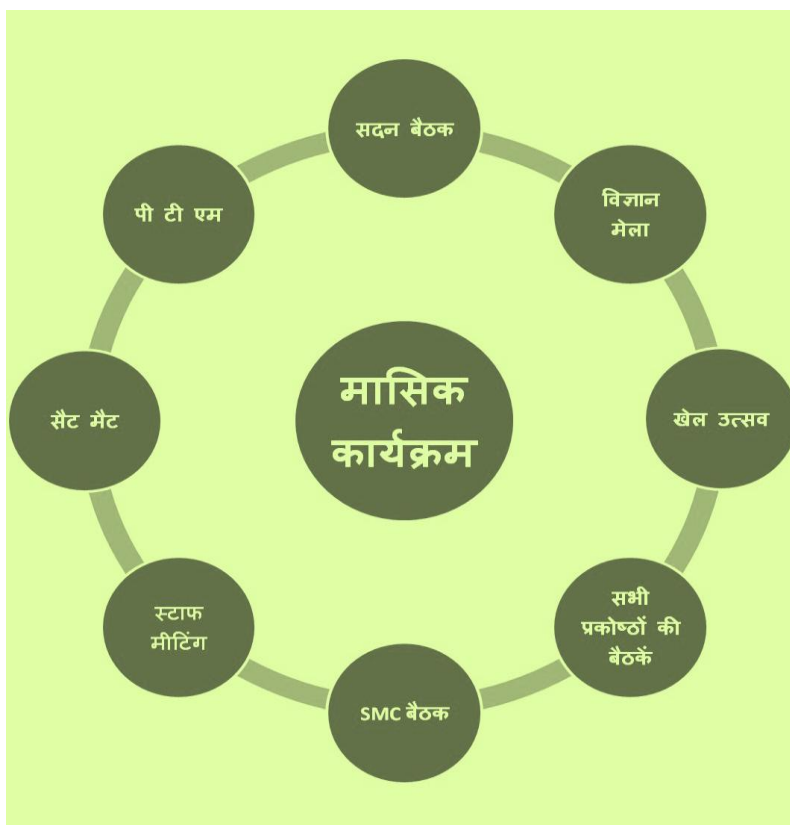 सदन बैठक
विज्ञान
मेला
खेल उत्सव
सभी
प्रकोष्ठों की
बैठकें
SMC बैठक
स्टाफ
मीटिंग
सैट मैट
पी टी एम
मासिक
कार्यक्रम